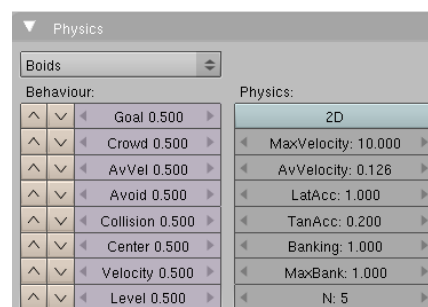 Physics
Boids
Behaviour:
Goal 0.500
Crowd 0.500
AvVel 0.500
Avoid 0.500
Collision 0.500
Center 0.500
Velocity 0.500
Level 0.500
Physics:
2D
MaxVelocity: 10.000
AvVelocity: 0.126
LatAcc: 1.000
TanAcc: 0.200
Banking: 1.000
MaxBank: 1.000
N: 5